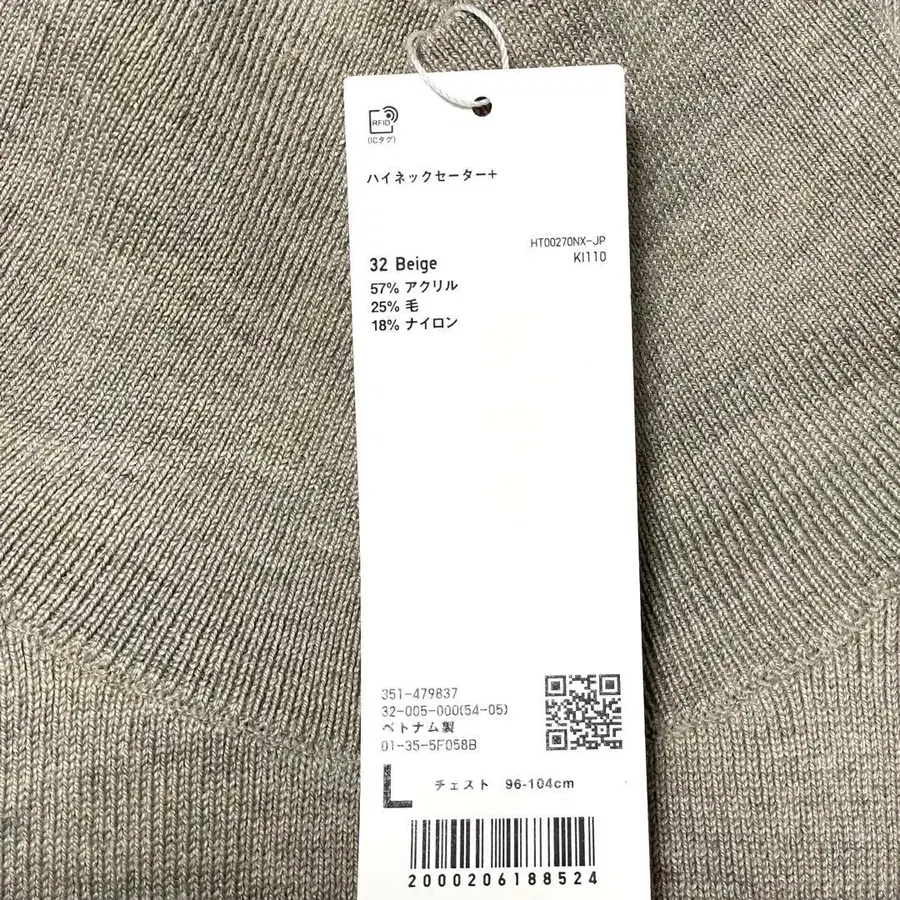 RFID
(ICタグ)
ハイネックセーター+
HT00270NX-JP
32 Beige
KI110
57% アクリル
25% 毛
18% ナイロン
351-479837
32-005-000(54-05)
ベトナム製
01-35-5F058B
L チェスト 96-104cm
2000206188524